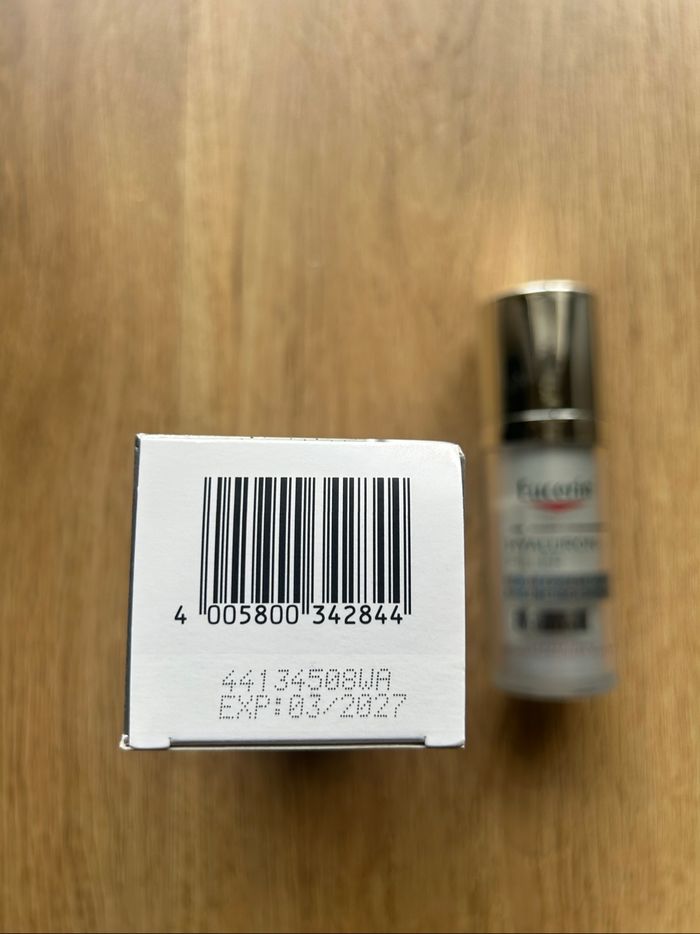 4 005800 342844
44134508WA
EXP:03/2027
Eucerin
HYALURON